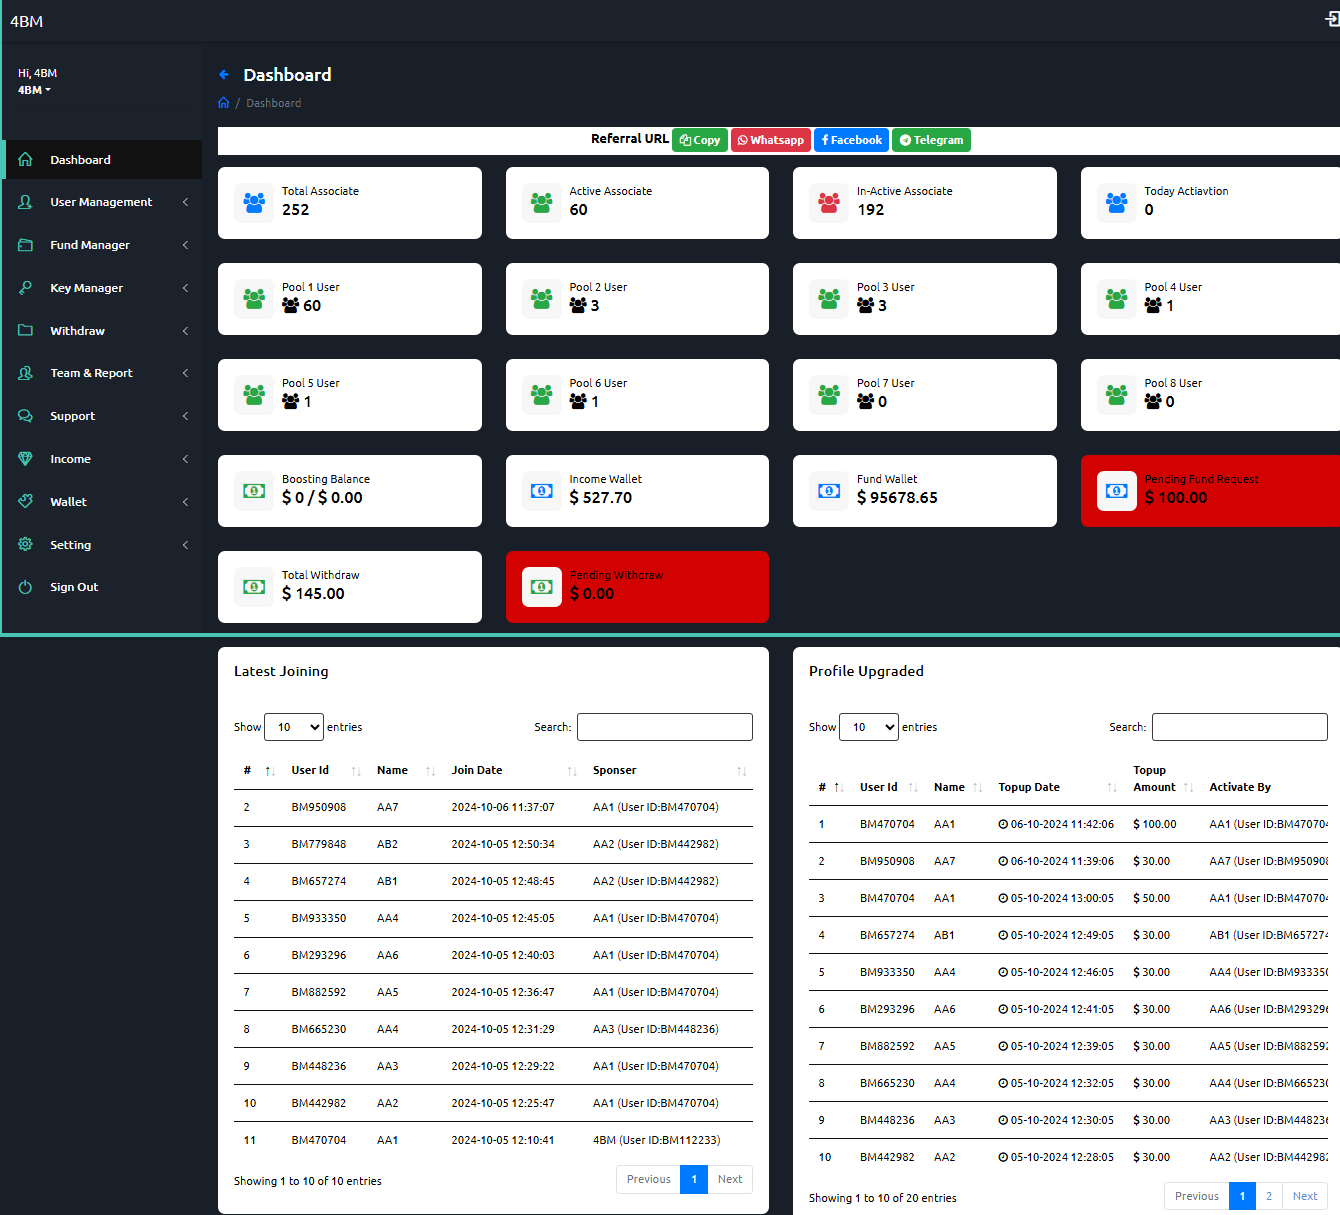 4BM
Hi, 4BM
4BM
Dashboard
User Management
Fund Manager
Key Manager
Withdraw
Team & Report
Support
Income
Wallet
Setting
Sign Out
Dashboard
/ Dashboard
Referral URL Copy Whatsapp Facebook Telegram
Total Associate
252
Active Associate
60
In-Active Associate
192
Today Actiavtion
0
Pool 1 User
60
Pool 2 User
3
Pool 3 User
3
Pool 4 User
1
Pool 5 User
1
Pool 6 User
1
Pool 7 User
0
Pool 8 User
0
Boosting Balance
$ 0 / $ 0.00
Income Wallet
$ 527.70
Fund Wallet
$ 95678.65
Pending Fund Request
$ 100.00
Total Withdraw
$ 145.00
Pending Withdraw
$ 0.00
Latest Joining
Show 10 entries Search:
# User Id Name Join Date Sponser
2 BM950908 AA7 2024-10-06 11:37:07 AA1 (User ID:BM470704)
3 BM779848 AB2 2024-10-05 12:50:34 AA2 (User ID:BM442982)
4 BM657274 AB1 2024-10-05 12:48:45 AA2 (User ID:BM442982)
5 BM933350 AA4 2024-10-05 12:45:05 AA1 (User ID:BM470704)
6 BM293296 AA6 2024-10-05 12:40:03 AA1 (User ID:BM470704)
7 BM882592 AA5 2024-10-05 12:36:47 AA1 (User ID:BM470704)
8 BM665230 AA4 2024-10-05 12:31:29 AA3 (User ID:BM448236)
9 BM448236 AA3 2024-10-05 12:29:22 AA1 (User ID:BM470704)
10 BM442982 AA2 2024-10-05 12:25:47 AA1 (User ID:BM470704)
11 BM470704 AA1 2024-10-05 12:10:41 4BM (User ID:BM112233)
Showing 1 to 10 of 10 entries
Previous 1 Next
Profile Upgraded
Show 10 entries Search:
# User Id Name Topup Date Topup Amount Activate By
1 BM470704 AA1 06-10-2024 11:42:06 $ 100.00 AA1 (User ID:BM470704
2 BM950908 AA7 06-10-2024 11:39:06 $ 30.00 AA7 (User ID:BM950908
3 BM470704 AA1 05-10-2024 13:00:05 $ 50.00 AA1 (User ID:BM470704
4 BM657274 AB1 05-10-2024 12:49:05 $ 30.00 AB1 (User ID:BM657274
5 BM933350 AA4 05-10-2024 12:46:05 $ 30.00 AA4 (User ID:BM933350
6 BM293296 AA6 05-10-2024 12:41:05 $ 30.00 AA6 (User ID:BM293296
7 BM882592 AA5 05-10-2024 12:39:05 $ 30.00 AA5 (User ID:BM882592
8 BM665230 AA4 05-10-2024 12:32:05 $ 30.00 AA4 (User ID:BM665230
9 BM448236 AA3 05-10-2024 12:30:05 $ 30.00 AA3 (User ID:BM448236
10 BM442982 AA2 05-10-2024 12:28:05 $ 30.00 AA2 (User ID:BM442982
Showing 1 to 10 of 20 entries
Previous 1 2 Next